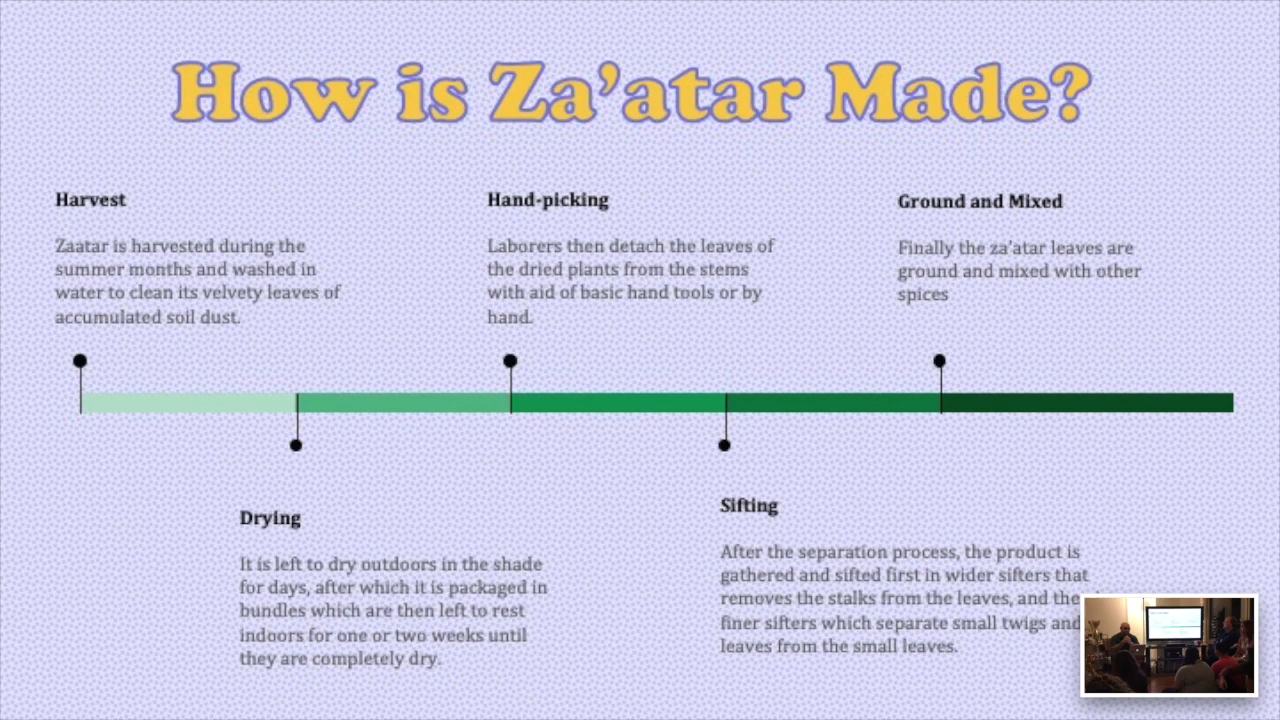 How is Za'atar Made?
Harvest
Zaatar is harvested during the
summer months and washed in
water to clean its velvety leaves of
accumulated soil dust.
Hand-picking
Laborers then detach the leaves of
the dried plants from the stems
with aid of basic hand tools or by
hand.
Ground and Mixed
Finally the za'atar leaves are
ground and mixed with other
spices
Drying
It is left to dry outdoors in the shade
for days, after which it is packaged in
bundles which are then left to rest
indoors for one or two weeks until
they are completely dry.
Sifting
After the separation process, the product is
gathered and sifted first in wider sifters that
removes the stalks from the leaves, and
finer sifters which separate small twigs and
leaves from the small leaves.